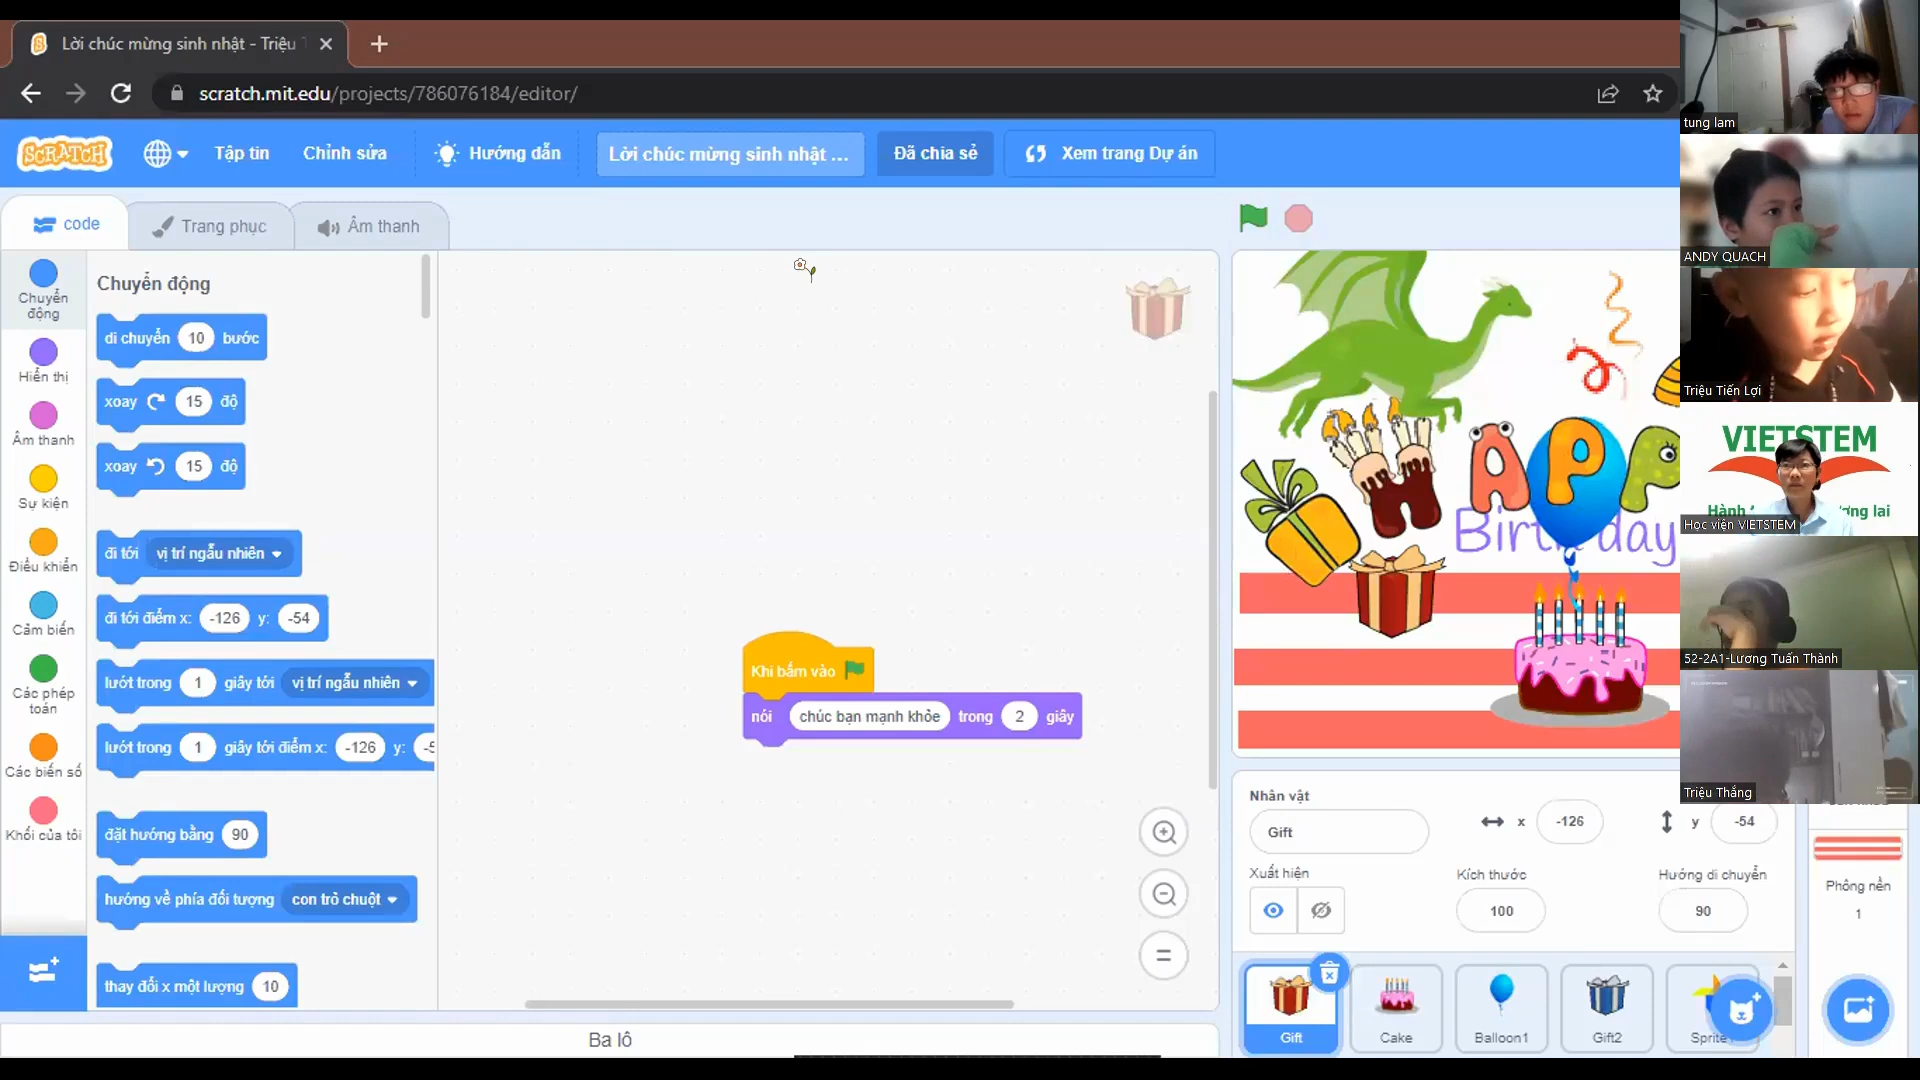 Lời chúc mừng sinh nhật - Triệu
scratch.mit.edu/projects/786076184/editor/
SCRATCH
Tập tin
Chỉnh sửa
Hướng dẫn
Lời chúc mừng sinh nhật ...
Đã chia sẻ
Xem trang Dự án
code
Trang phục
Âm thanh
Chuyển động
Hiển thị
Âm thanh
Sự kiện
Điều khiển
Cảm biến
Các phép toán
Các biến số
Khối của tôi
Chuyển động
di chuyển 10 bước
xoay 15 độ
xoay 15 độ
đi tới vị trí ngẫu nhiên
đi tới điểm x: -126 y: -54
lướt trong 1 giây tới vị trí ngẫu nhiên
lướt trong 1 giây tới điểm x: -126 y: -5
đặt hướng bằng 90
hướng về phía đối tượng con trỏ chuột
thay đổi x một lượng 10
Khi bấm vào
nói chúc bạn mạnh khỏe trong 2 giây
Ba lô
HAPP
Birthday
Nhân vật
Gift
x -126
y -54
Xuất hiện
Kích thước
100
Hướng di chuyển
90
Gift
Cake
Balloon1
Gift2
Sprite
Phông nền
1
tung lam
ANDY QUACH
Triệu Tiến Lợi
VIETSTEM
Hành
ơng lai
Học viện VIETSTEM
52-2A1-Lương Tuấn Thành
Triệu Thắng